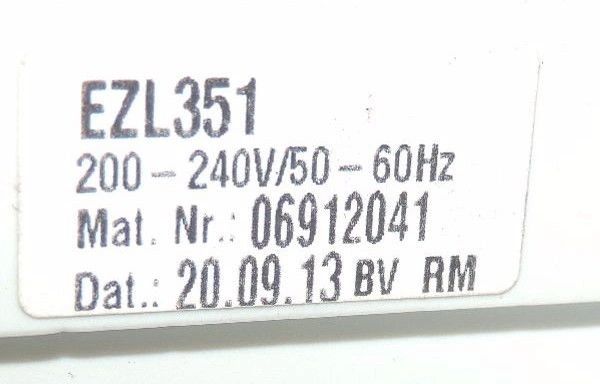 EZL351
200 – 240V/50 – 60Hz
Mat. Nr.: 06912041
Dat.: 20.09.13 BV RM